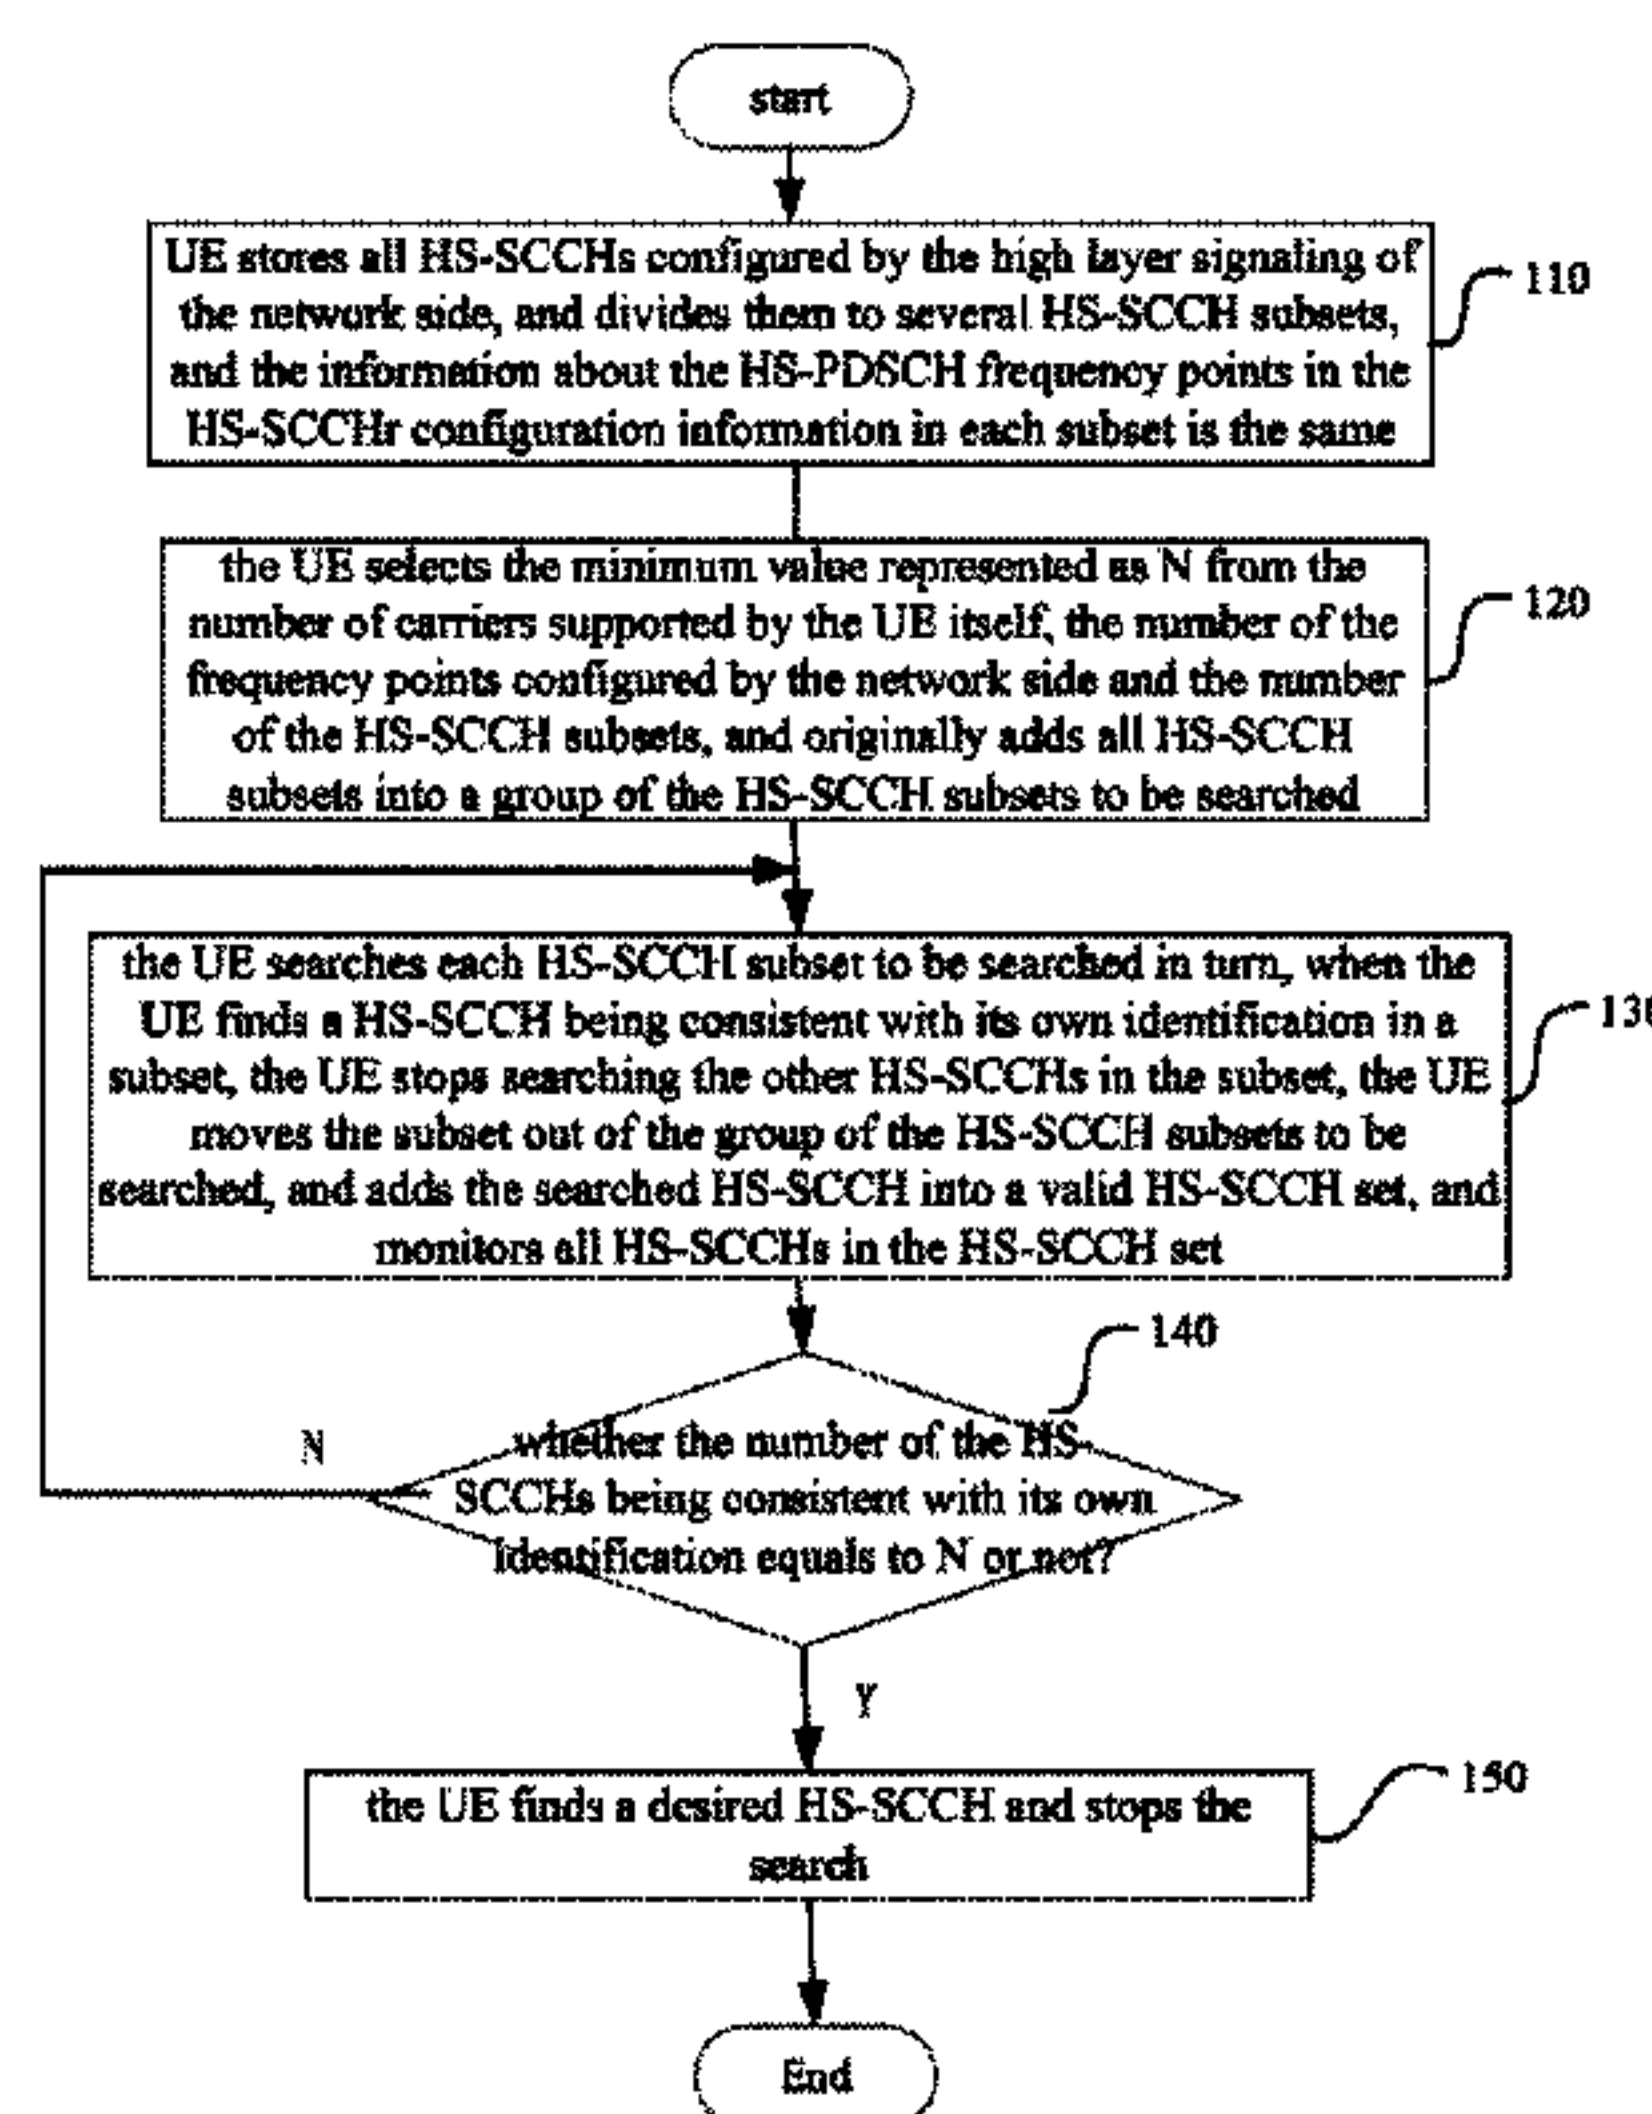 start
UE stores all HS-SCCHs configured by the high layer signaling of
the network side, and divides them to several HS-SCCH subsets,
and the information about the HS-PDSCH frequency points in the
HS-SCCHr configuration information in each subset is the same
110
the UE selects the minimum value represented as N from the
number of carriers supported by the UE itself, the number of the
frequency points configured by the network side and the number
of the HS-SCCH subsets, and originally adds all HS-SCCH
subsets into a group of the HS-SCCH subsets to be searched
120
the UE searches each HS-SCCH subset to be searched in turn, when the
UE finds a HS-SCCH being consistent with its own identification in a
subset, the UE stops searching the other HS-SCCHs in the subset, the UE
moves the subset out of the group of the HS-SCCH subsets to be
searched, and adds the searched HS-SCCH into a valid HS-SCCH set, and
monitors all HS-SCCHs in the HS-SCCH set
130
140
N
whether the number of the HS-
SCCHs being consistent with its own
identification equals to N or not?
Y
the UE finds a desired HS-SCCH and stops the
search
150
End